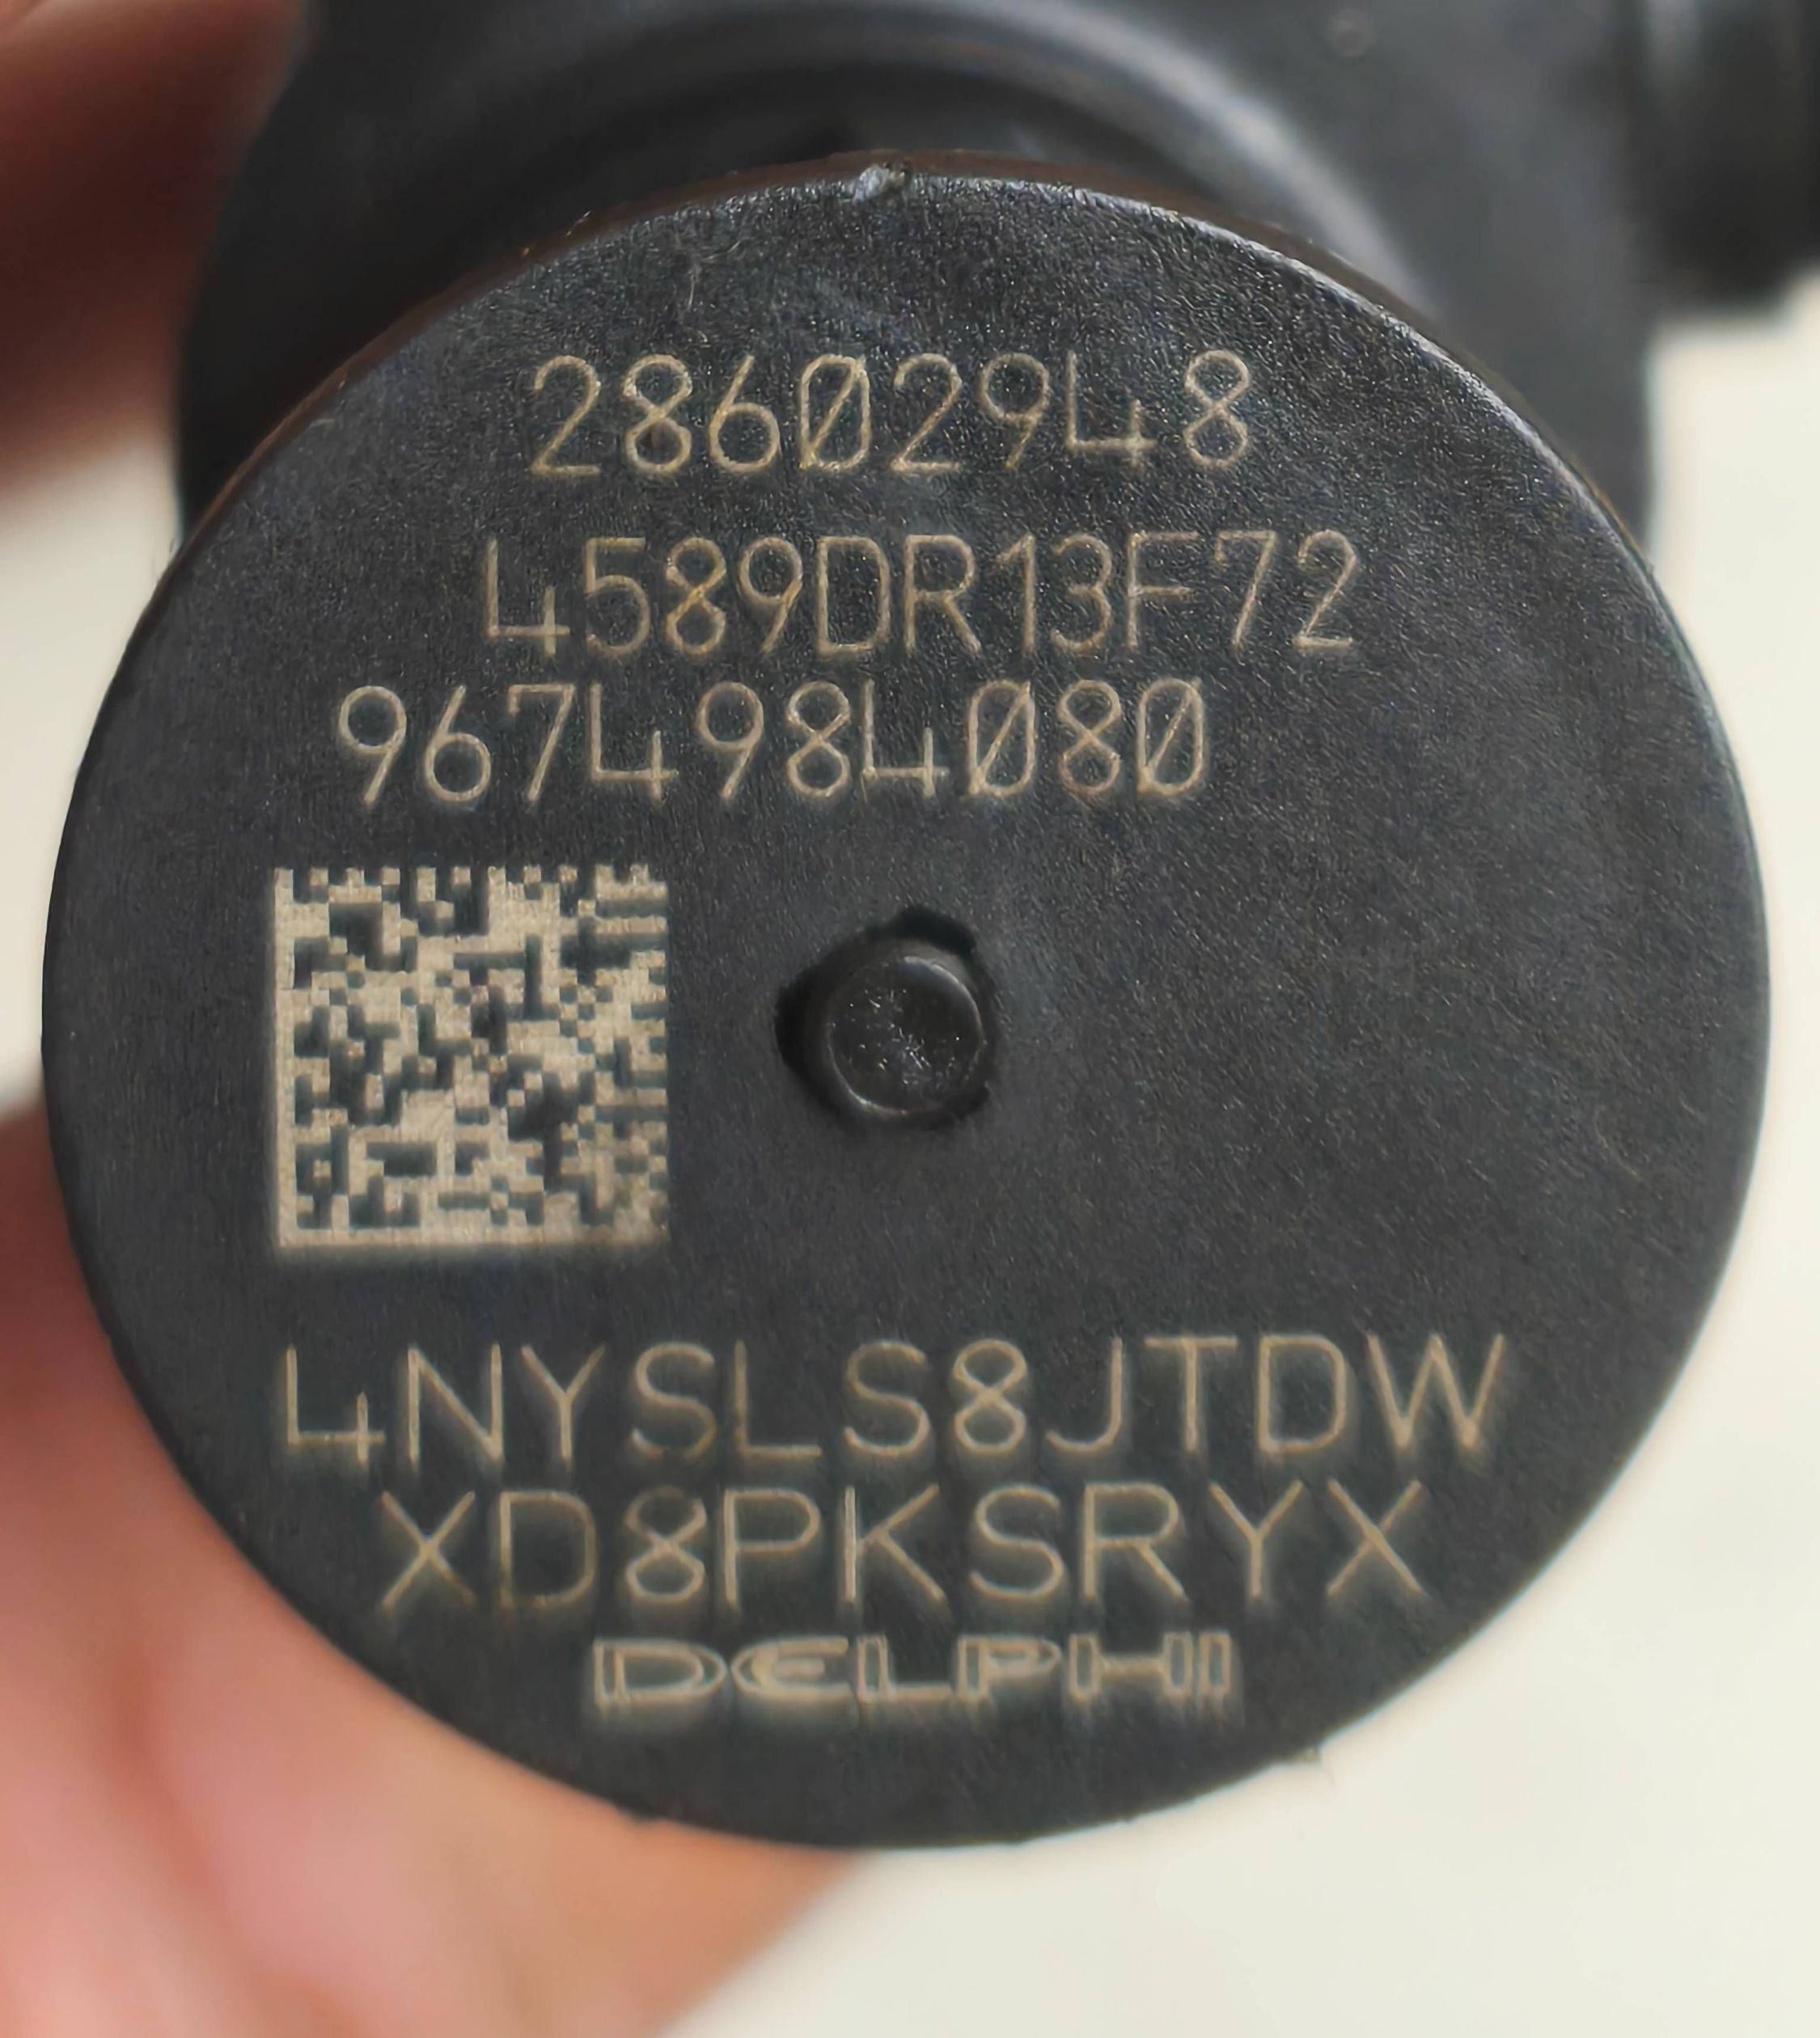 28602948
4589DR13F72
9674984080
4NYSLS8JTDW
XD8PKSRYX
DELPHI